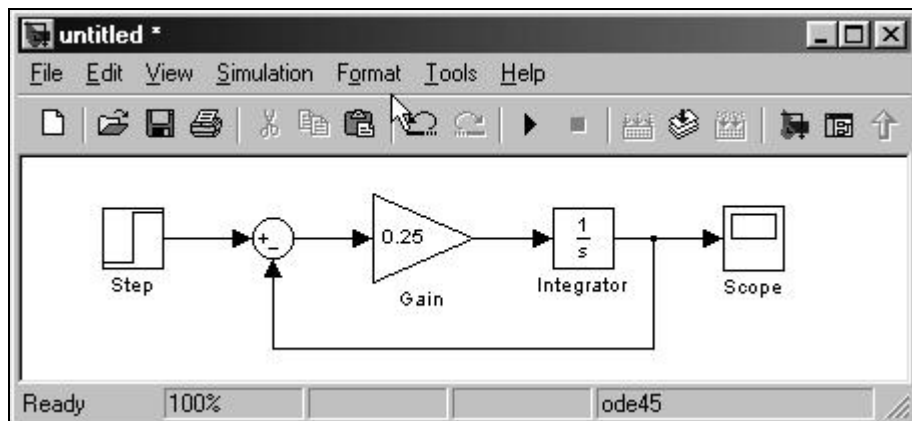 untitled *
File Edit View Simulation Format Tools Help
+
-
0.25
1
s
Step
Gain
Integrator
Scope
Ready 100% ode45